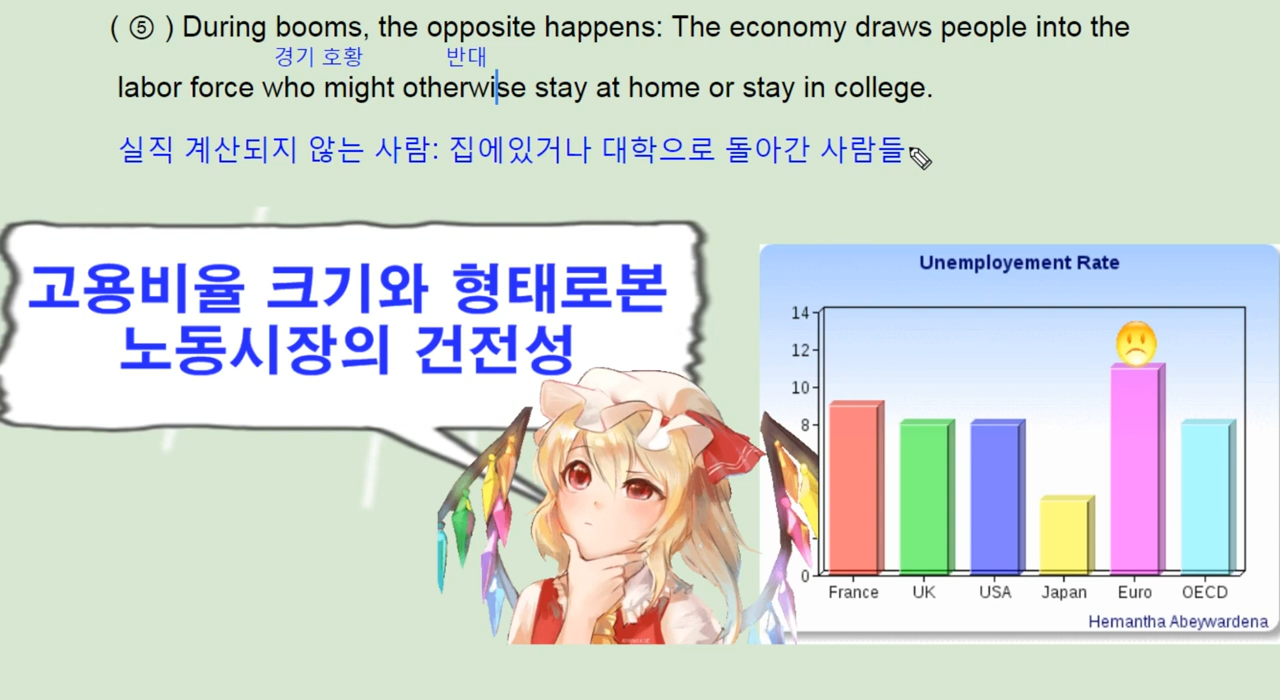 ( ⑤ ) During booms, the opposite happens: The economy draws people into the
경기 호황 반대
labor force who might otherwise stay at home or stay in college.
실직 계산되지 않는 사람: 집에있거나 대학으로 돌아간 사람들
고용비율 크기와 형태로본
노동시장의 건전성
Unemployement Rate
14
12
10
8
0
France UK USA Japan Euro OECD
Hemantha Abeywardena